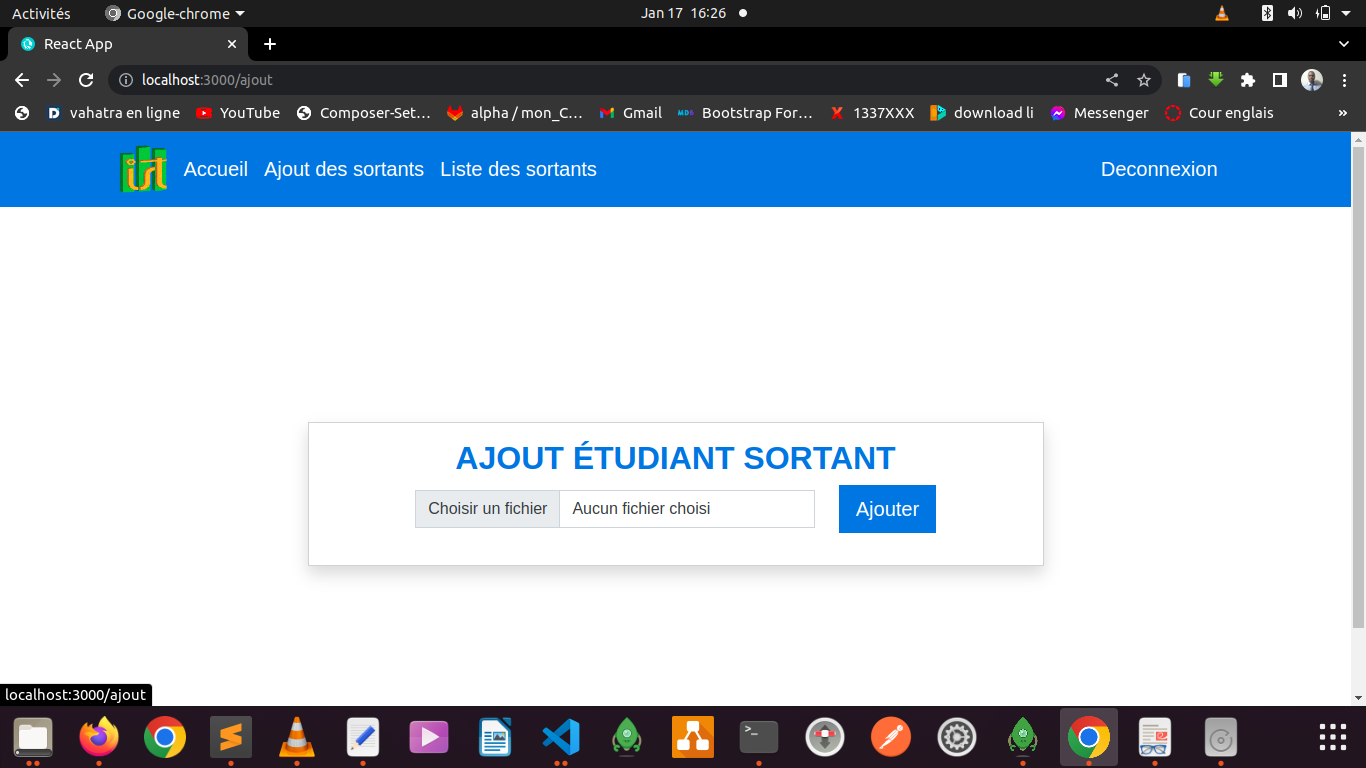 Activités Google-chrome Jan 17 16:26
React App
localhost:3000/ajout
vahatra en ligne YouTube Composer-Set… alpha / mon_C… Gmail Bootstrap For… 1337XXX download li Messenger Cour englais »
ist Accueil Ajout des sortants Liste des sortants Deconnexion
AJOUT ÉTUDIANT SORTANT
Choisir un fichier Aucun fichier choisi Ajouter
localhost:3000/ajout